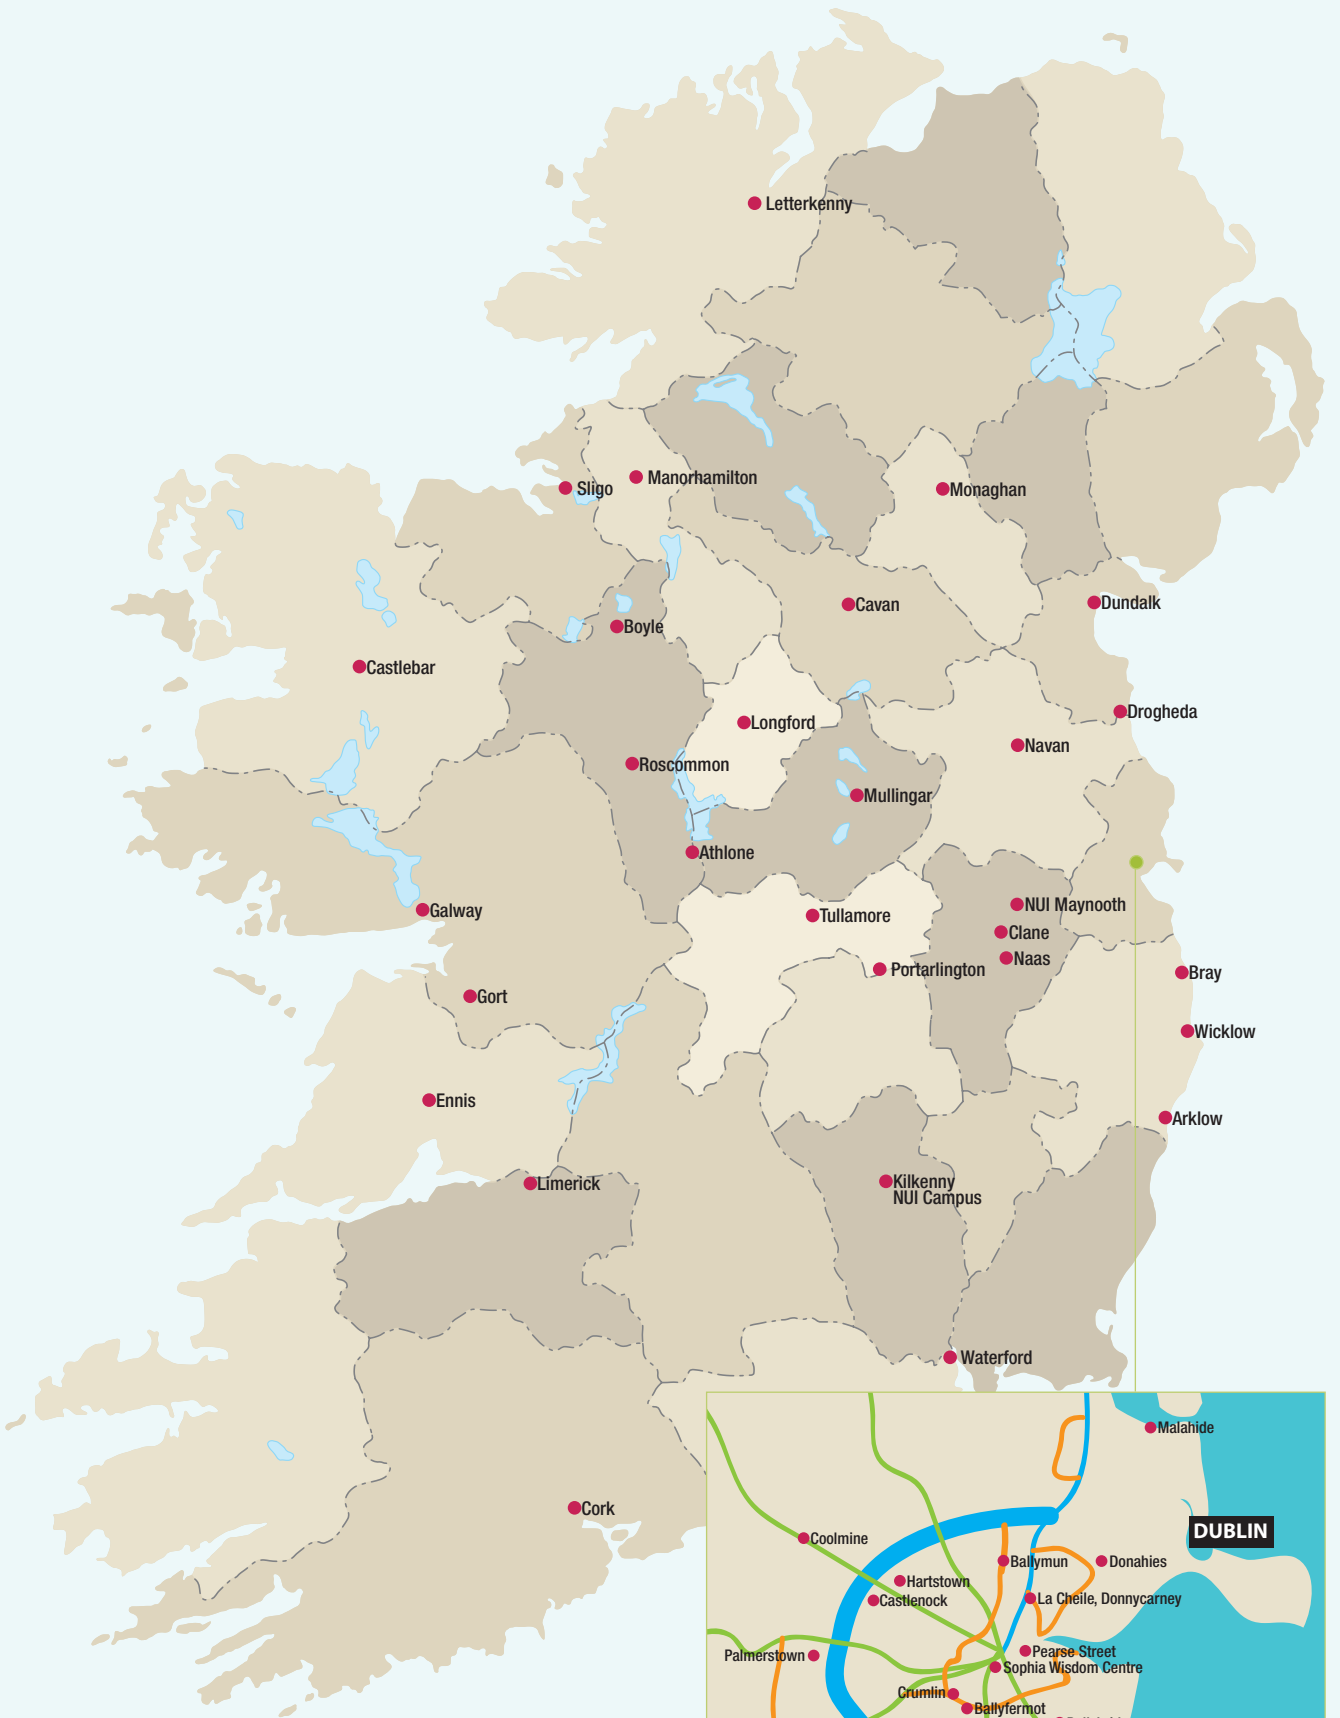 Letterkenny
Manorhamilton
Sligo
Monaghan
Cavan
Dundalk
Boyle
Castlebar
Drogheda
Longford
Navan
Roscommon
Mullingar
Athlone
NUI Maynooth
Galway
Tullamore
Clane
Naas
Portarlington
Bray
Gort
Wicklow
Ennis
Arklow
Limerick
Kilkenny
NUI Campus
Waterford
Cork
Malahide
DUBLIN
Coolmine
Ballymun
Donahies
Hartstown
Castlenock
La Cheile, Donnycarney
Pearse Street
Palmerstown
Sophia Wisdom Centre
Crumlin
Ballyfermot